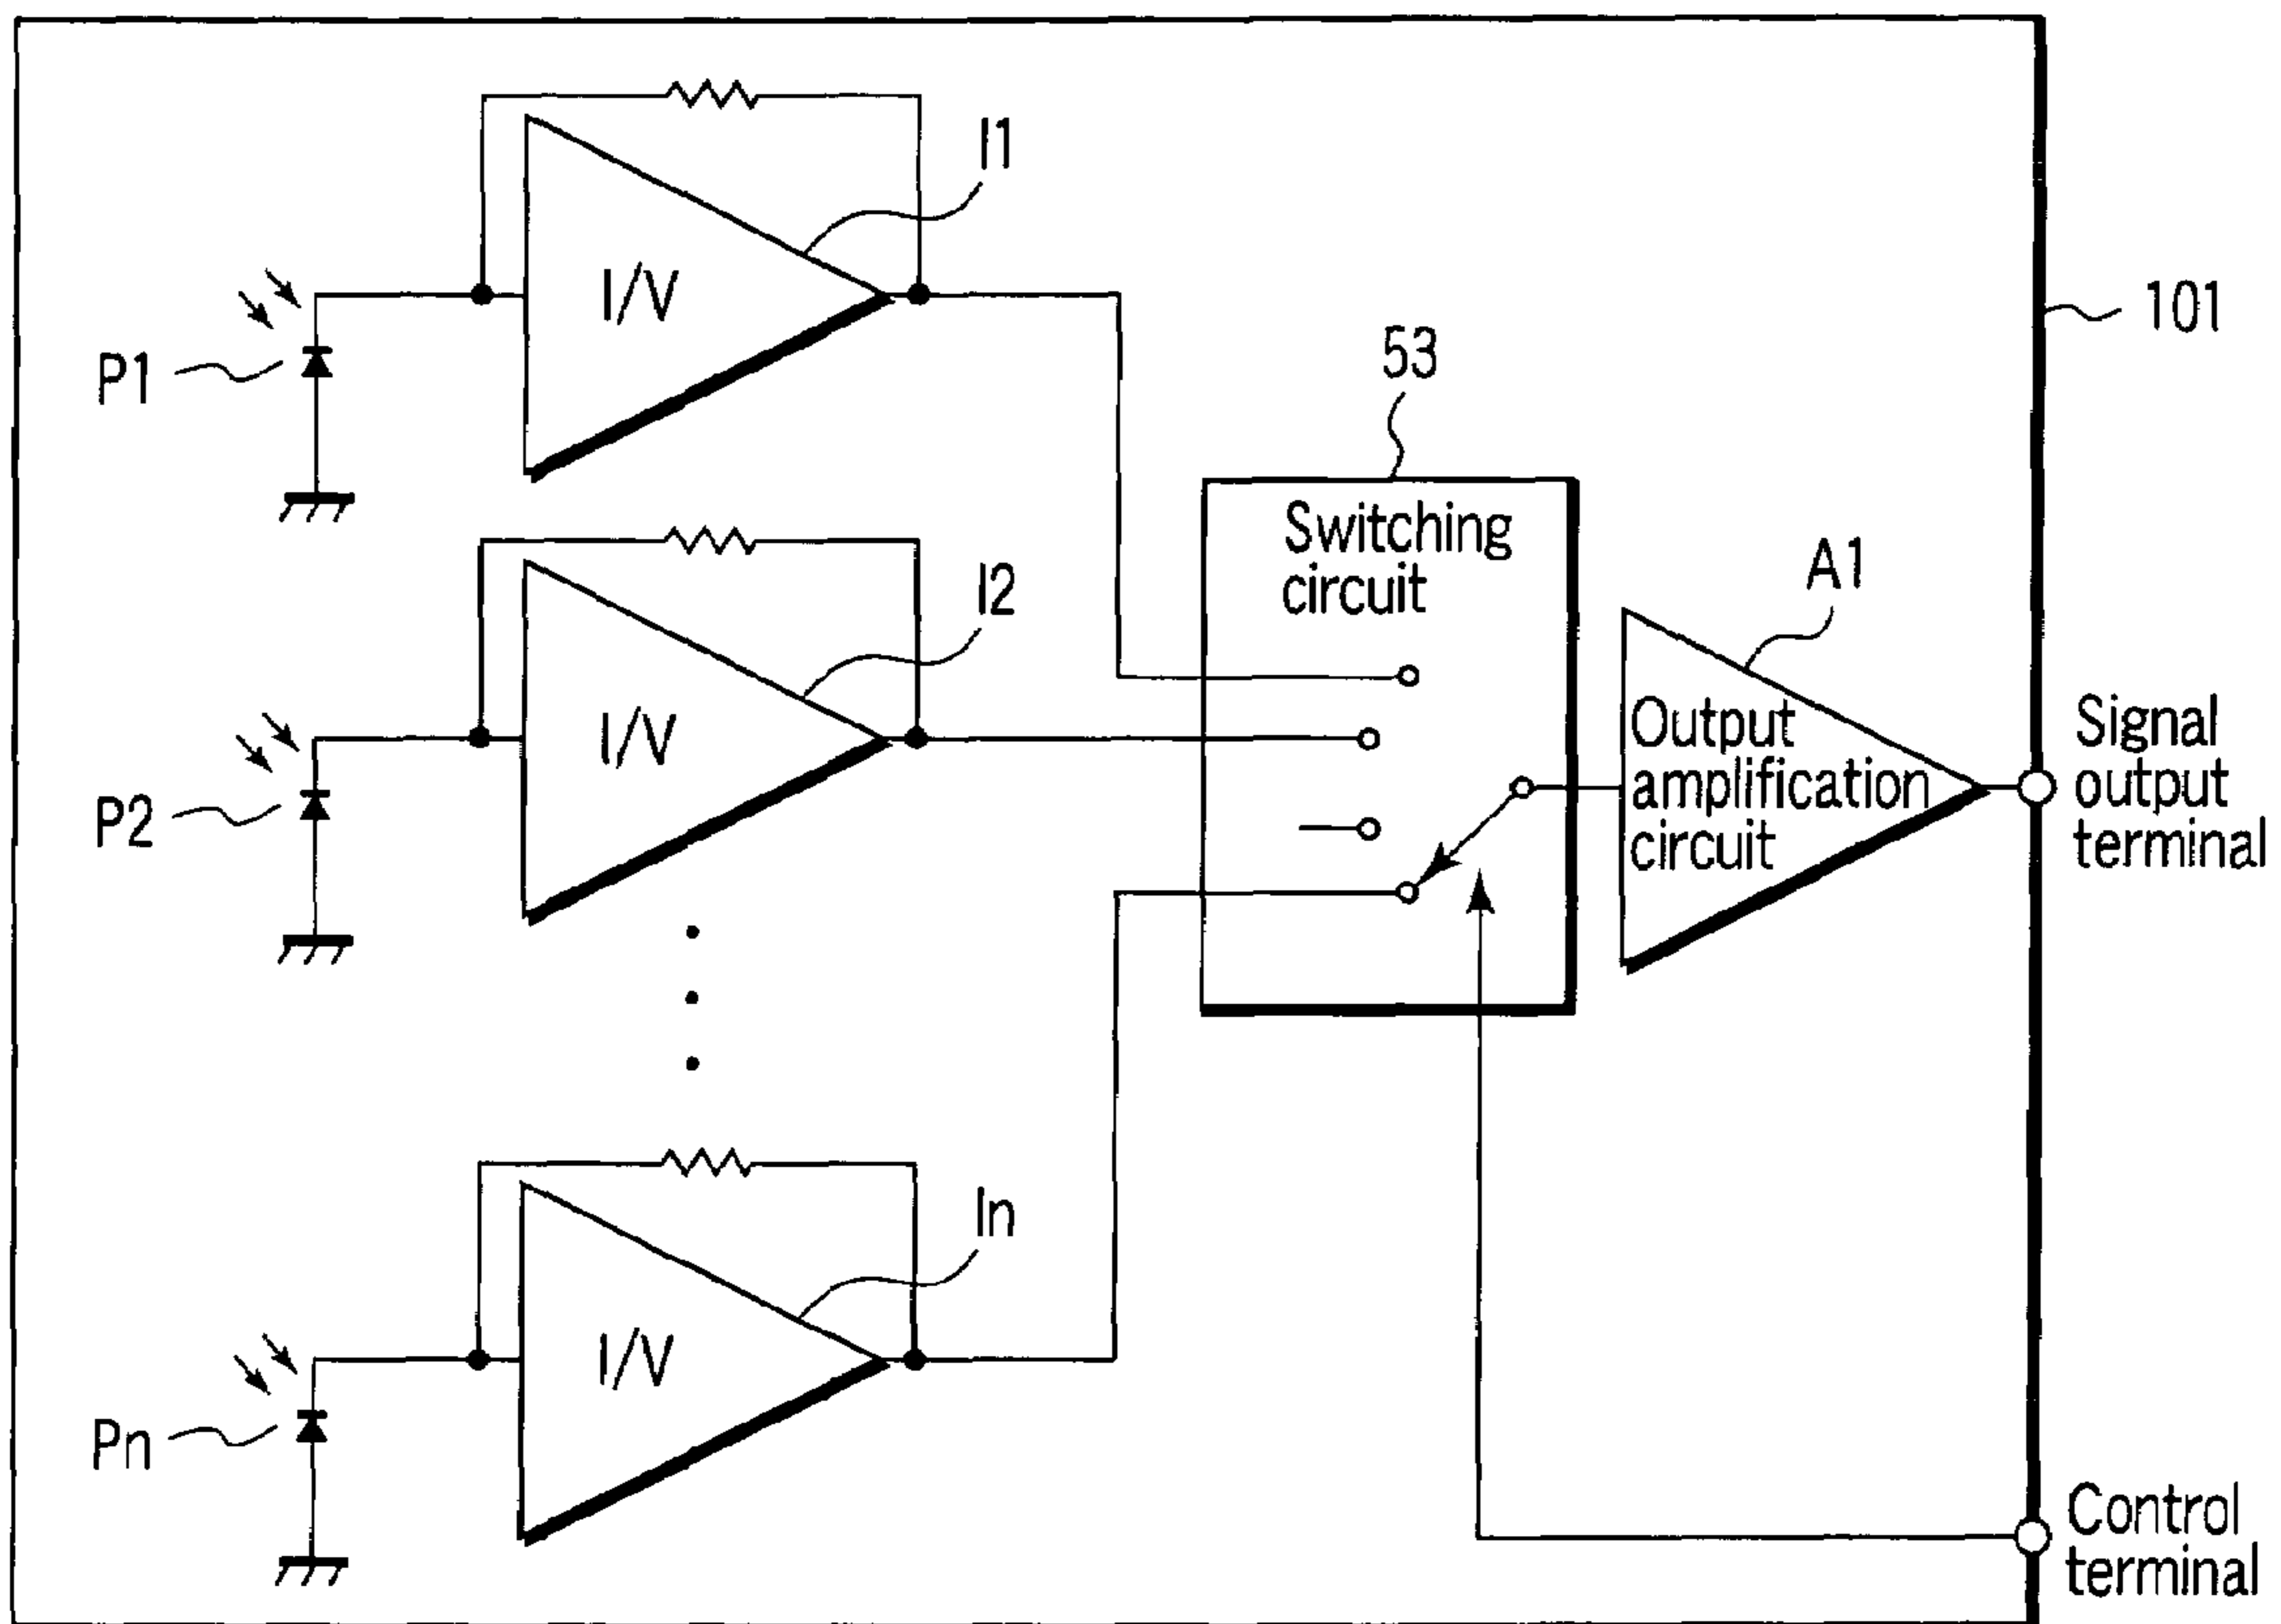 I1
I/V
P1
101
53
Switching
circuit
I2
I/V
P2
A1
Output
amplification
circuit
Signal
output
terminal
In
I/V
Pn
Control
terminal